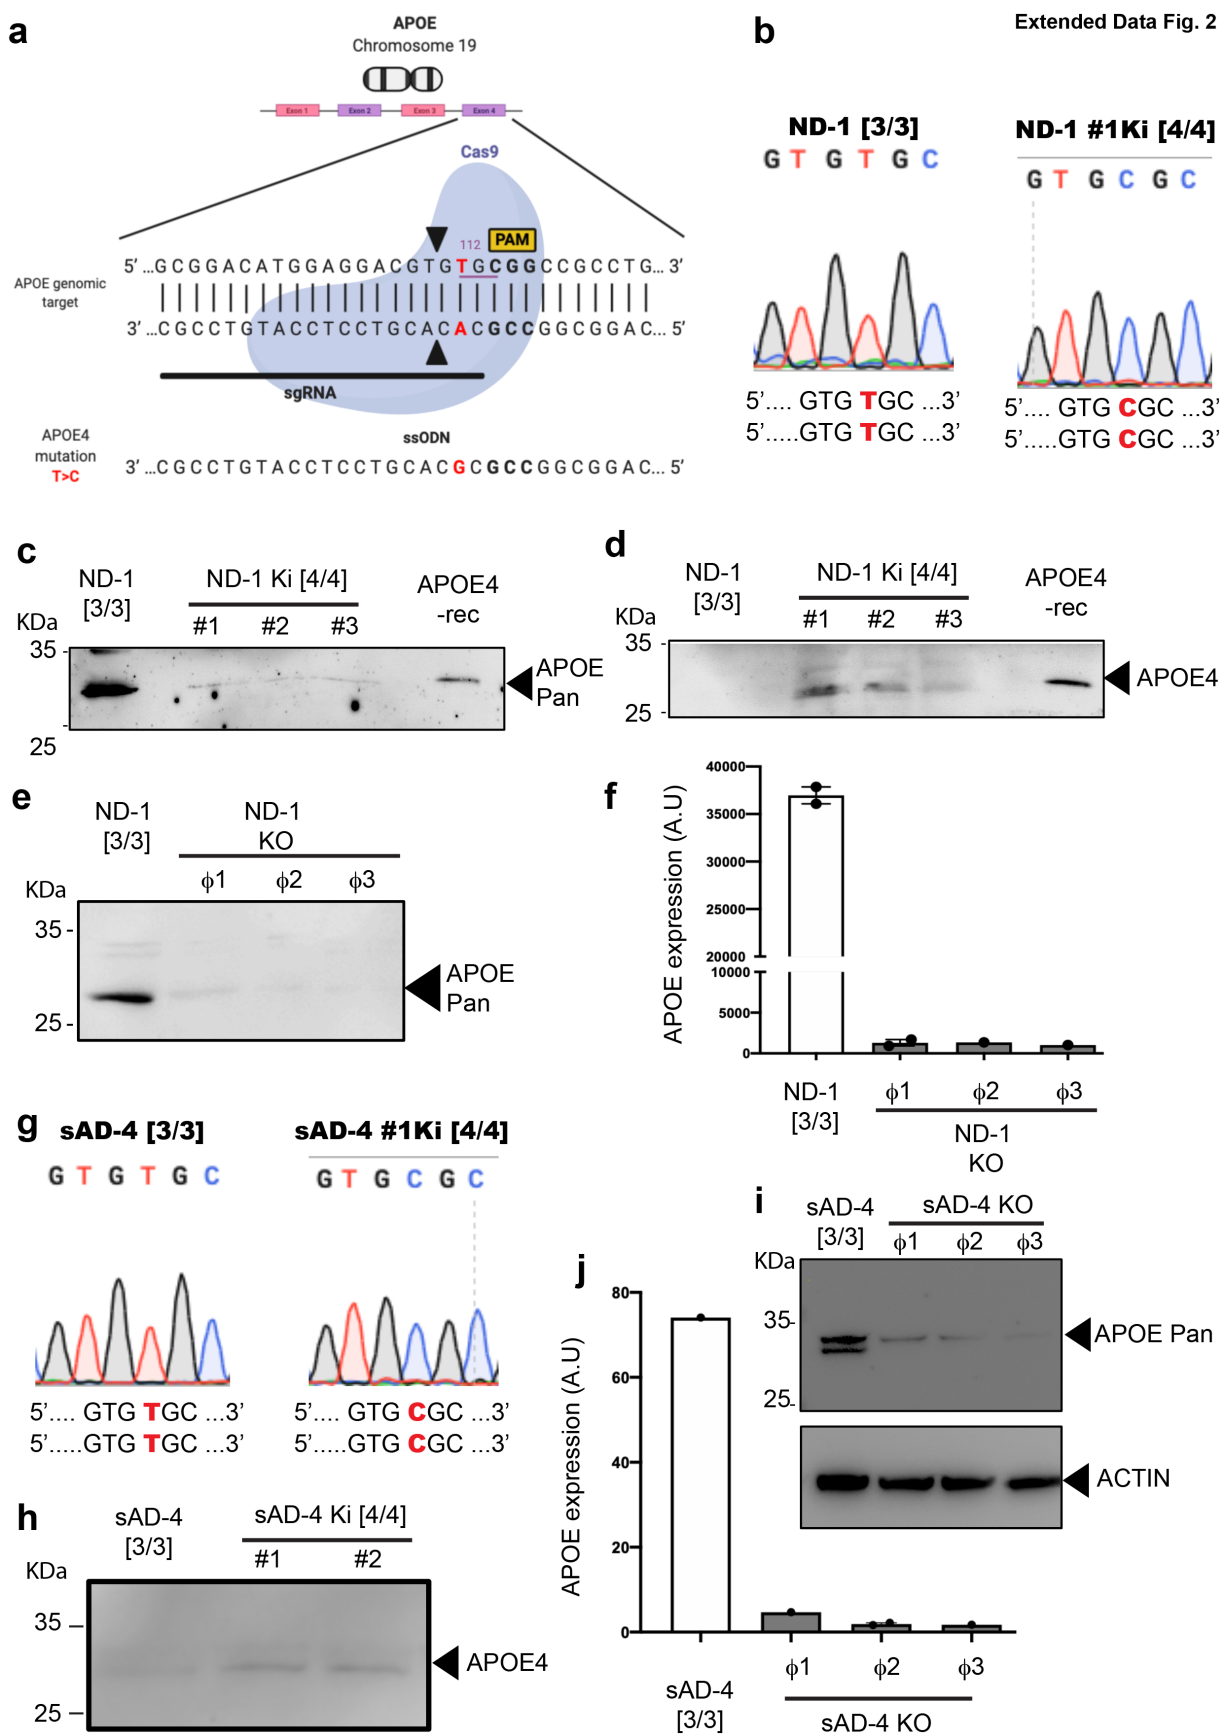 Extended Data Fig. 2
a
APOE
Chromosome 19
Exon 1
Exon 2
Exon 3
Exon 4
Cas9
112
PAM
APOE genomic
target
5’ ...GCGGACATGGAGGACGTGTGCGGCCGCCTG... 3’
3’ ...CGCCTGTACCTCCTGCACACGCCGGCGGAC... 5’
sgRNA
APOE4
mutation
T>C
ssODN
3’ ...CGCCTGTACCTCCTGCACGCGCCGGCGGAC... 5’
b
ND-1 [3/3]
G T G T G C
5’.... GTG TGC ...3’
5’.....GTG TGC ...3’
ND-1 #1Ki [4/4]
G T G C G C
5’.... GTG CGC ...3’
5’.....GTG CGC ...3’
c
ND-1
[3/3]
ND-1 Ki [4/4]
#1 #2 #3
APOE4
-rec
KDa
35
25
APOE
Pan
d
ND-1
[3/3]
ND-1 Ki [4/4]
#1 #2 #3
APOE4
-rec
KDa
35 -
25 -
APOE4
e
ND-1
[3/3]
ND-1
KO
ϕ1 ϕ2 ϕ3
KDa
35 -
25 -
APOE
Pan
f
APOE expression (A.U)
40000
35000
30000
25000
20000
10000
5000
0
ND-1
[3/3]
ϕ1 ϕ2 ϕ3
ND-1
KO
g
sAD-4 [3/3]
G T G T G C
5’.... GTG TGC ...3’
5’.....GTG TGC ...3’
sAD-4 #1Ki [4/4]
G T G C G C
5’.... GTG CGC ...3’
5’.....GTG CGC ...3’
h
sAD-4
[3/3]
sAD-4 Ki [4/4]
#1 #2
KDa
35
25
APOE4
i
sAD-4
[3/3]
sAD-4 KO
ϕ1 ϕ2 ϕ3
KDa
35-
25-
APOE Pan
ACTIN
j
APOE expression (A.U)
80
60
40
20
0
sAD-4
[3/3]
ϕ1 ϕ2 ϕ3
sAD-4 KO